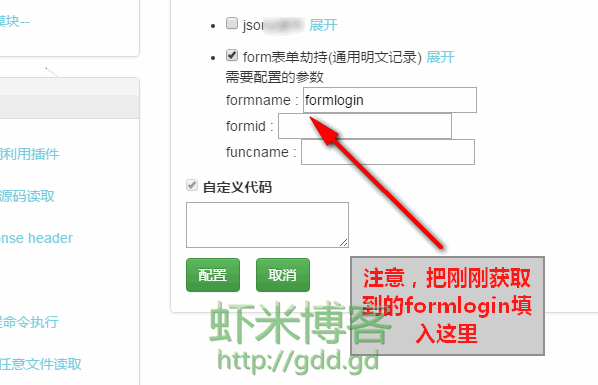 模块--
利用插件
源码读取
onse header
命令执行
任意文件读取
json
展开
form表单劫持(通用明文记录) 展开
需要配置的参数
formname : formlogin
formid :
funcname :
自定义代码
配置
取消
注意，把刚刚获取
到的formlogin填
入这里
虾米博客
http://gdd.gd